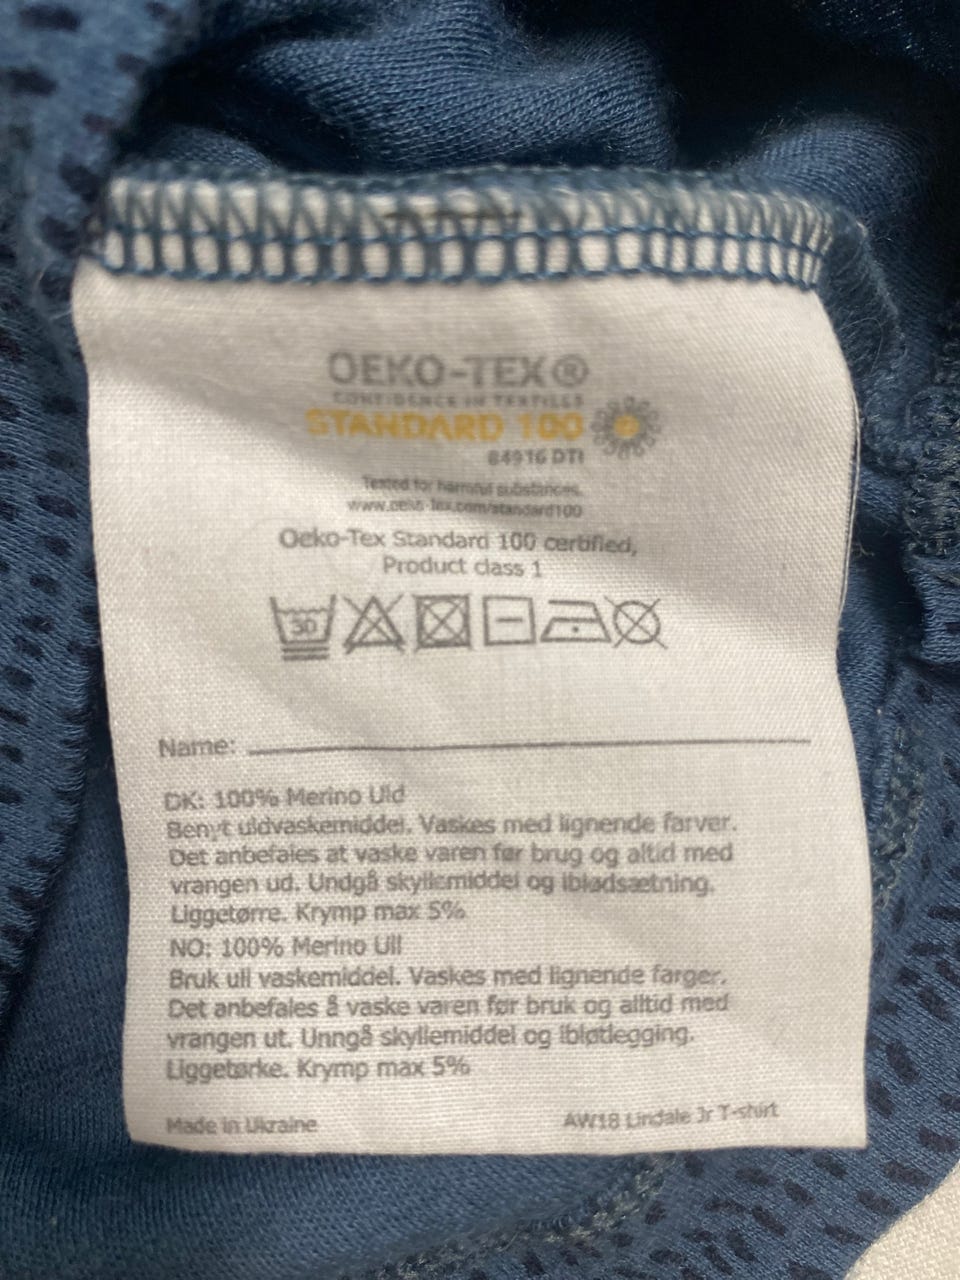 OEKO-TEX®
CONFIDENCE IN TEXTILES
STANDARD 100
84916 DTI
Tested for harmful substances.
www.oeko-tex.com/standard100
Oeko-Tex Standard 100 certified,
Product class 1
30
Name:
DK: 100% Merino Uld
Benyt uldvaskemiddel. Vaskes med lignende farver.
Det anbefales at vaske varen før brug og altid med
vrangen ud. Undgå skyllemiddel og iblødsætning.
Liggetørre. Krymp max 5%
NO: 100% Merino Ull
Bruk ull vaskemiddel. Vaskes med lignende farger.
Det anbefales å vaske varen før bruk og alltid med
vrangen ut. Unngå skyllemiddel og ibløtlegging.
Liggetørke. Krymp max 5%
Made in Ukraine
AW18 Lindale Jr T-shirt